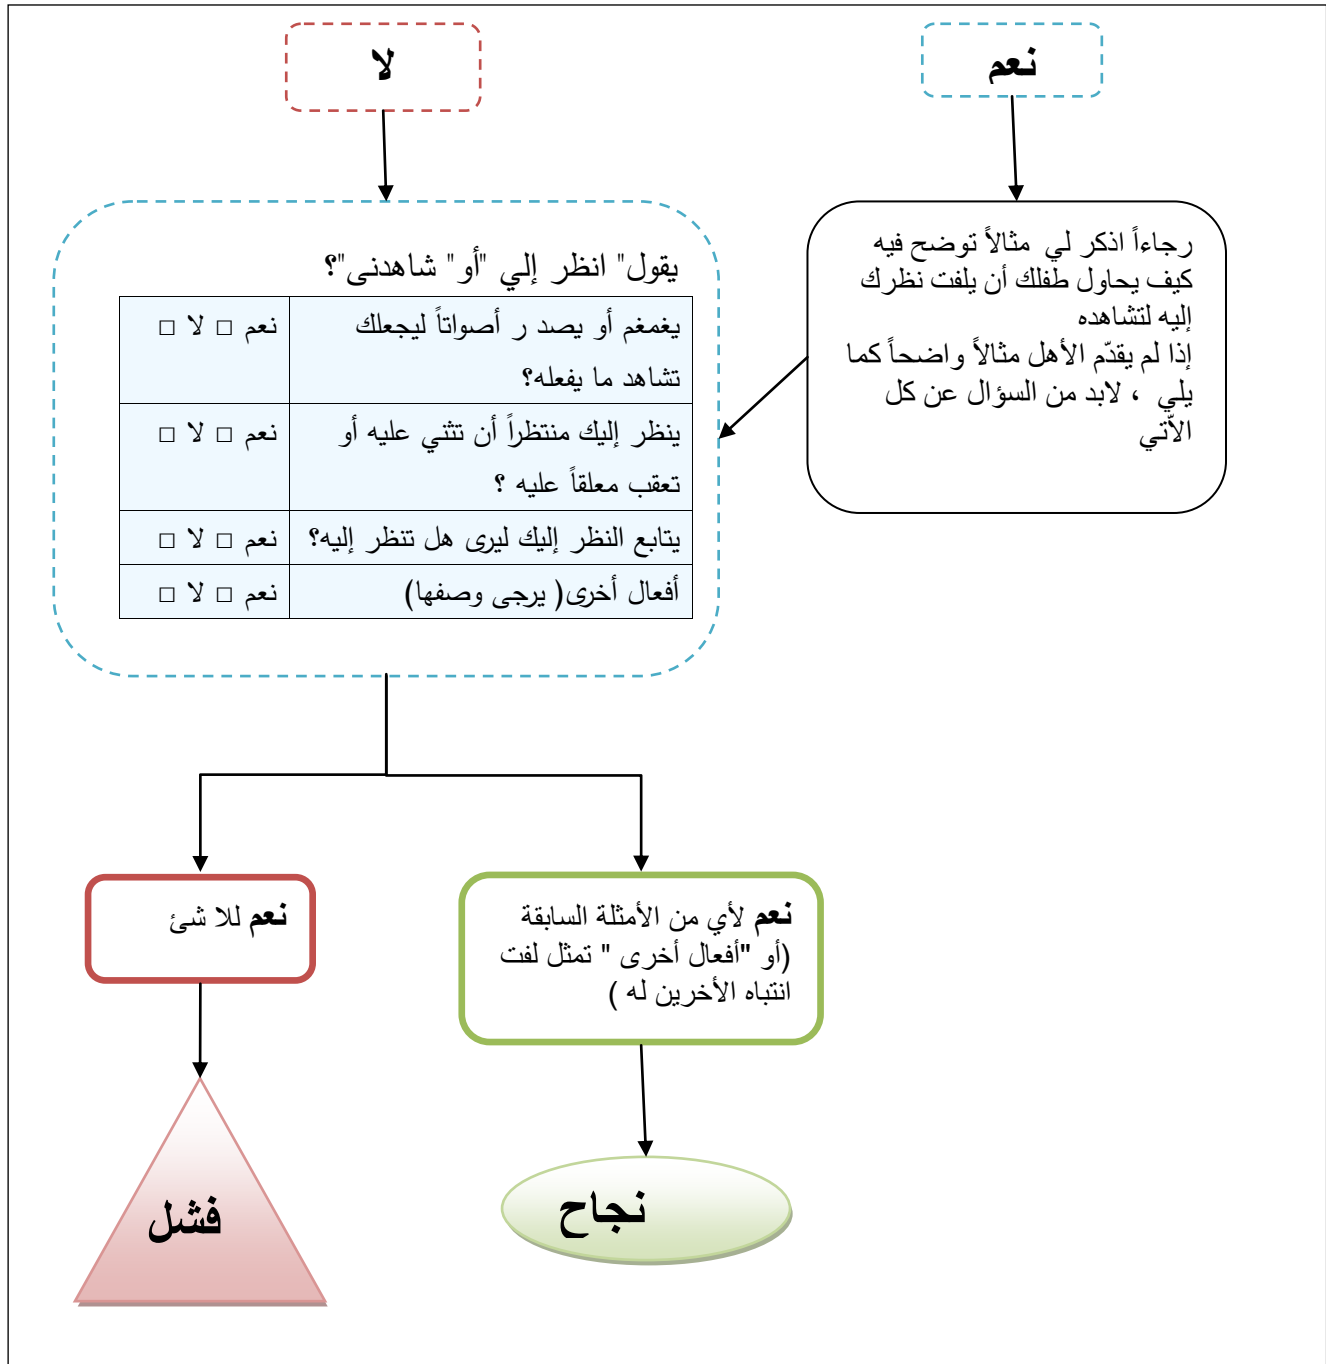 نعم
لا
رجاءاً اذكر لي مثالاً توضح فيه
كيف يحاول طفلك أن يلفت نظرك
إليه لتشاهده
إذا لم يقدّم الأهل مثالاً واضحاً كما
يلي ، لابد من السؤال عن كل
الآتي
يقول" انظر إلي "أو" شاهدنى"؟
يغمغم أو يصد ر أصواتاً ليجعلك
تشاهد ما يفعله؟
نعم □ لا □
ينظر إليك منتظراً أن تثني عليه أو
تعقب معلقاً عليه ؟
نعم □ لا □
يتابع النظر إليك ليرى هل تنظر إليه؟
نعم □ لا □
أفعال أخرى( يرجى وصفها)
نعم □ لا □
نعم لأي من الأمثلة السابقة
(أو "أفعال أخرى " تمثل لفت
انتباه الأخرين له )
نعم للا شئ
نجاح
فشل